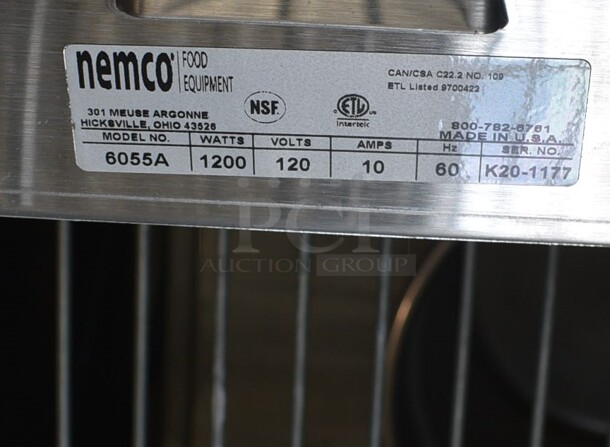 nemco® FOOD
EQUIPMENT
301 MEUSE ARGONNE
HICKSVILLE, OHIO 43526
NSF.
ETL US
Intertek
CAN/CSA C22.2 NO. 109
ETL Listed 9700422
800-782-6761
MADE IN U.S.A.
MODEL NO. WATTS VOLTS AMPS Hz SER. NO.
6055A 1200 120 10 60 K20-1177
PCI
AUCTION GROUP